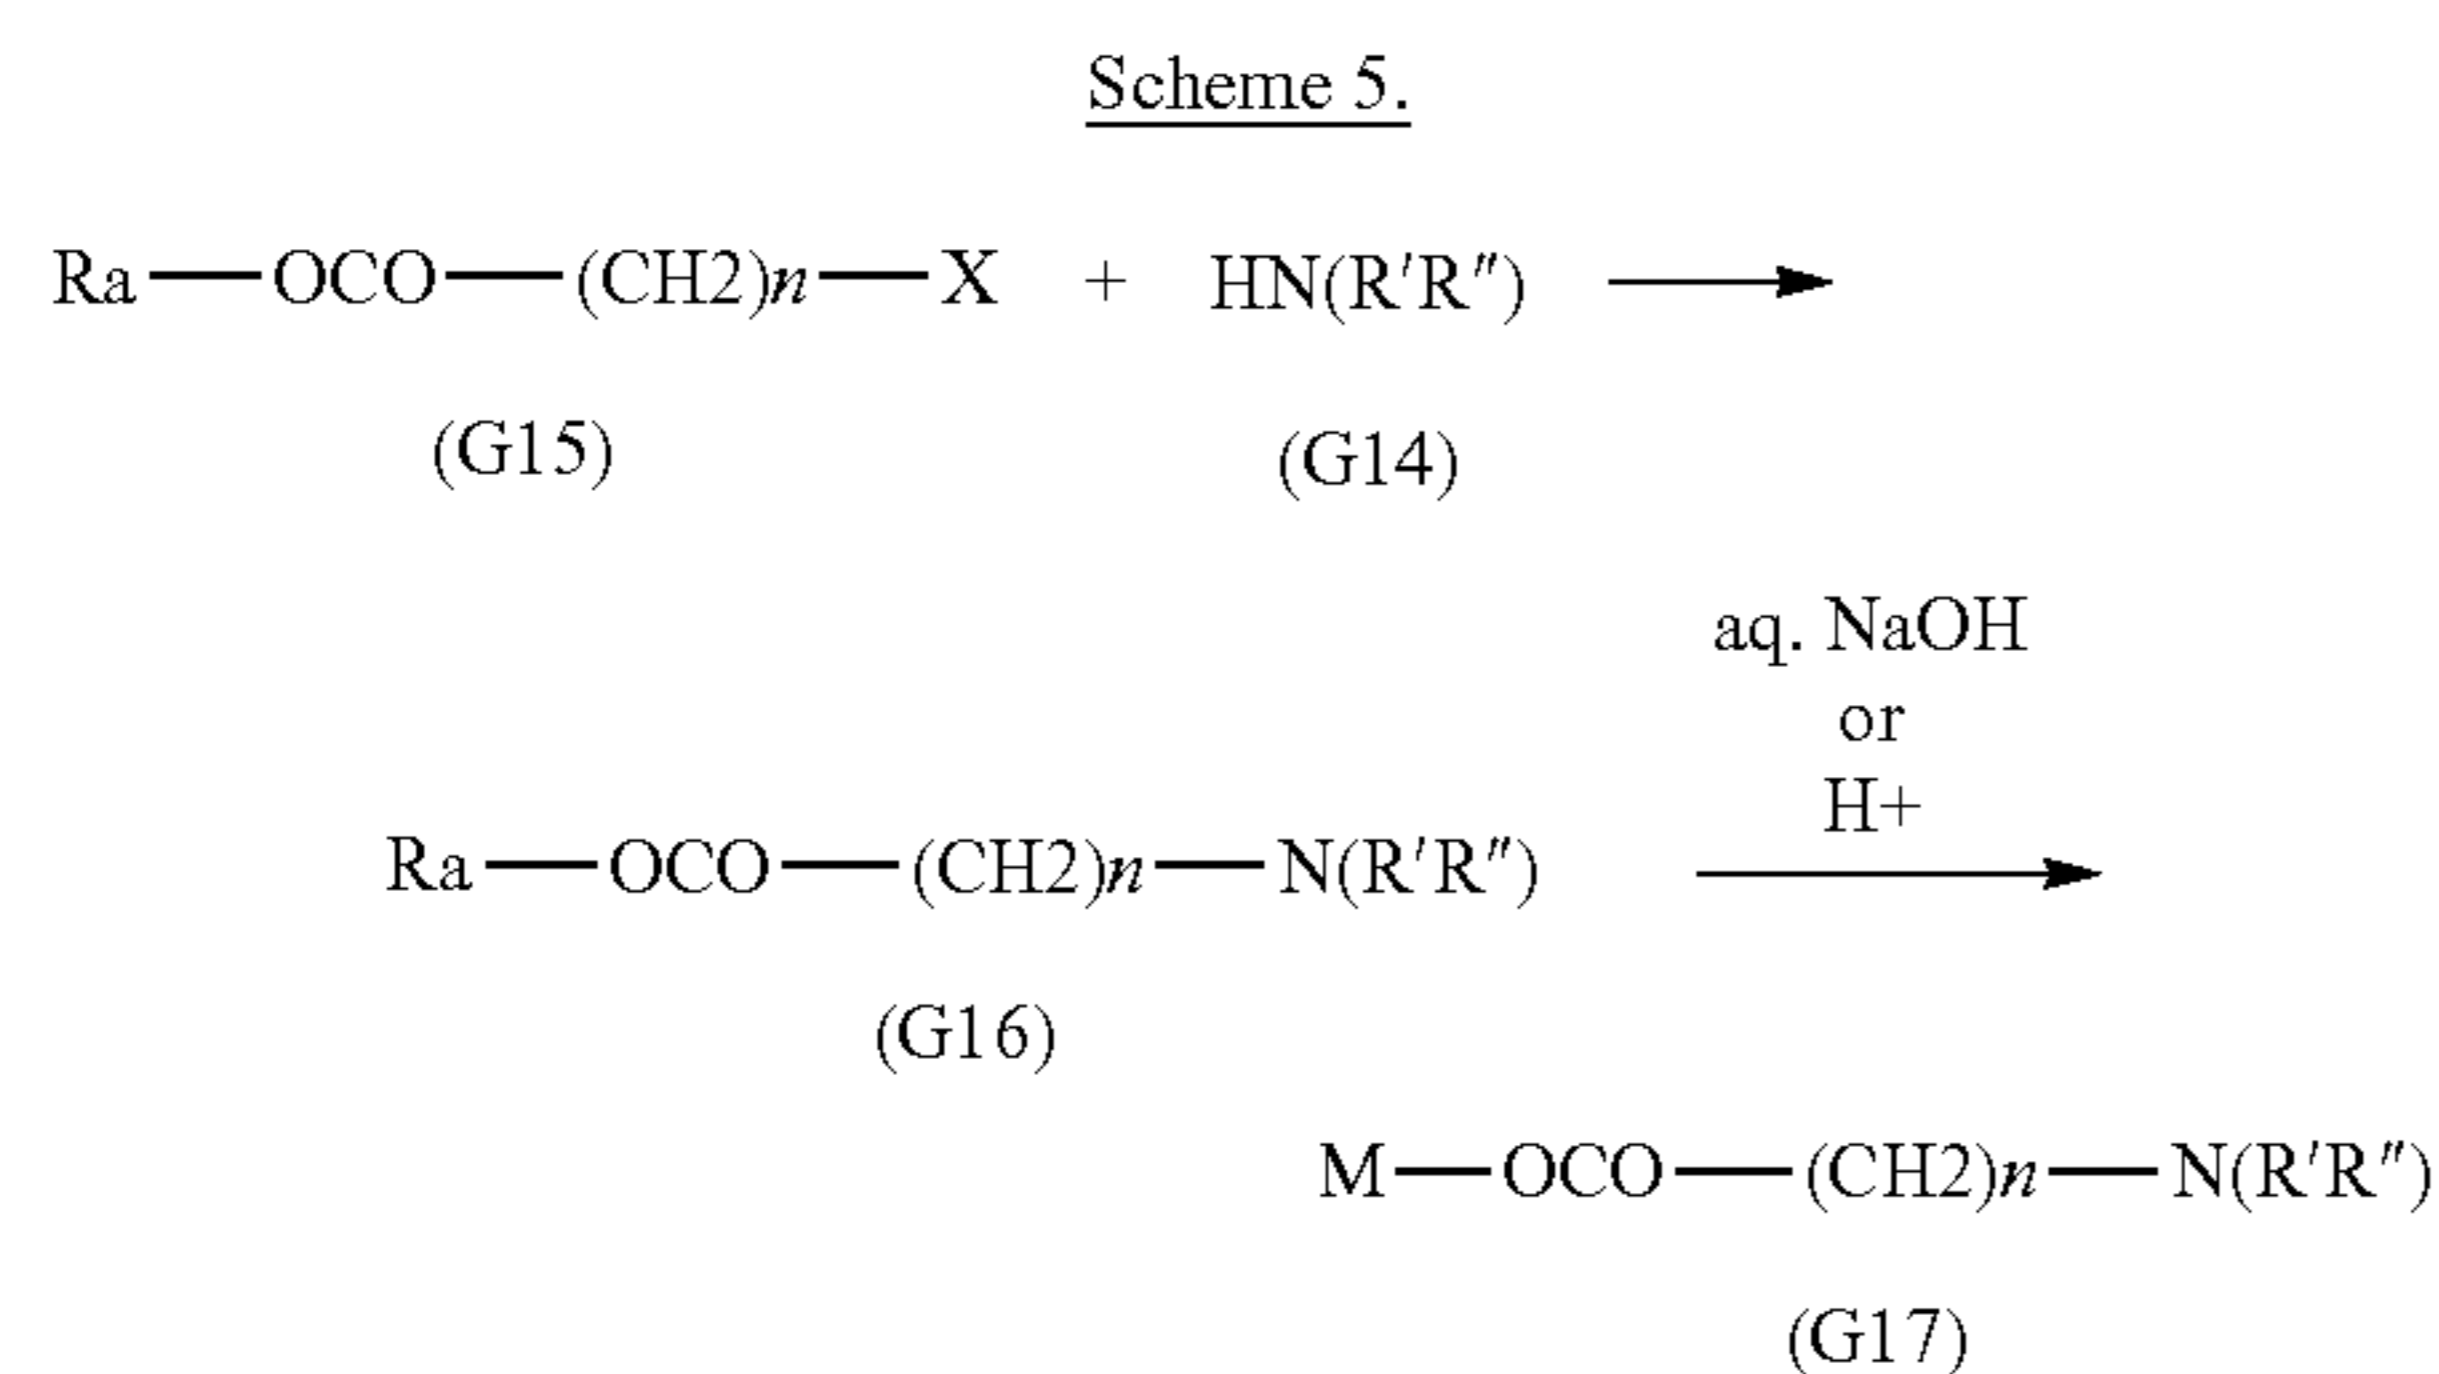 Scheme 5.
Ra—OCO—(CH2)n—X + HN(R′R″)
(G15) (G14)
aq. NaOH
or
H+
Ra—OCO—(CH2)n—N(R′R″)
(G16)
M—OCO—(CH2)n—N(R′R″)
(G17)